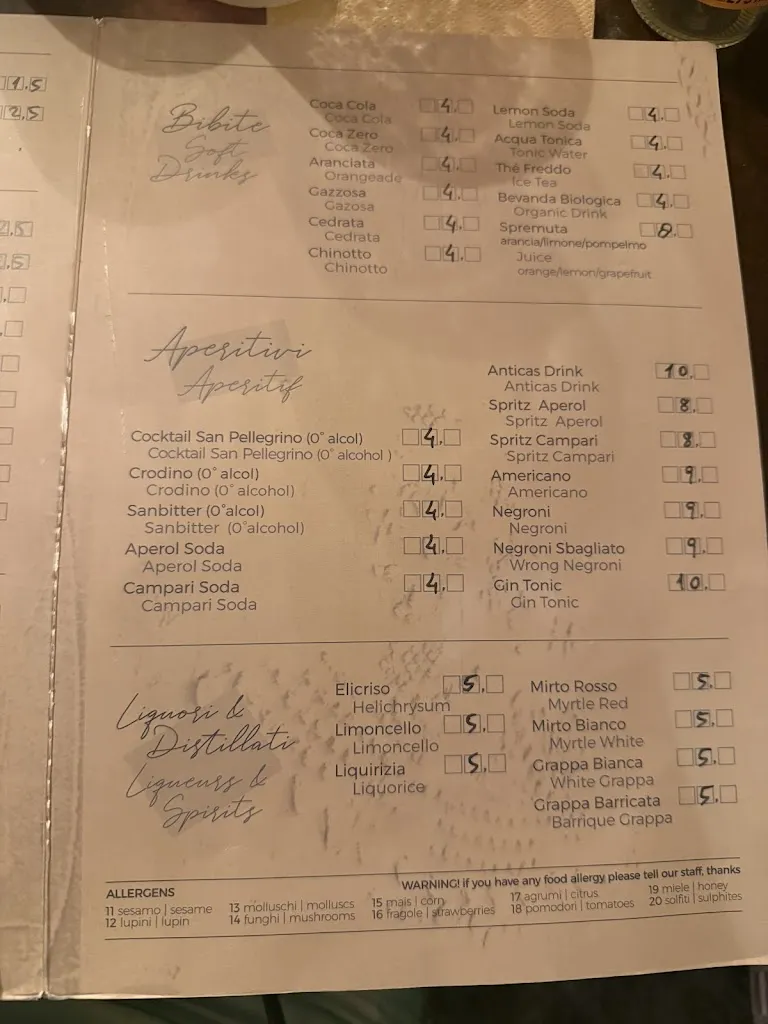 1.5
2.5
2.5
.5
Bibite
Soft
Drinks
Coca Cola 4.
Coca Cola
Coca Zero 4.
Coca Zero
Aranciata 4.
Orangeade
Gazzosa 4.
Gazosa
Cedrata 4.
Cedrata
Chinotto 4.
Chinotto
Lemon Soda 4.
Lemon Soda
Acqua Tonica 4.
Tonic Water
Thé Freddo 4.
Ice Tea
Bevanda Biologica 4.
Organic Drink
Spremuta 8.
arancia/limone/pompelmo
Juice
orange/lemon/grapefruit
Aperitivi
Aperitif
Cocktail San Pellegrino (0° alcol) 4.
Cocktail San Pellegrino (0° alcohol )
Crodino (0° alcol) 4.
Crodino (0° alcohol)
Sanbitter (0°alcol) 4.
Sanbitter (0°alcohol)
Aperol Soda 4.
Aperol Soda
Campari Soda 4.
Campari Soda
Anticas Drink 10.
Anticas Drink
Spritz Aperol 8.
Spritz Aperol
Spritz Campari 8.
Spritz Campari
Americano 9.
Americano
Negroni 9.
Negroni
Negroni Sbagliato 9.
Wrong Negroni
Gin Tonic 10.
Gin Tonic
Liquori &
Distillati
Liqueurs &
Spirits
Elicriso 5.
Helichrysum
Limoncello 5.
Limoncello
Liquirizia 5.
Liquorice
Mirto Rosso 5.
Myrtle Red
Mirto Bianco 5.
Myrtle White
Grappa Bianca 5.
White Grappa
Grappa Barricata 5.
Barrique Grappa
ALLERGENS
WARNING! if you have any food allergy please tell our staff, thanks
11 sesamo | sesame
12 lupini | lupin
13 molluschi | molluscs
14 funghi | mushrooms
15 mais | corn
16 fragole | strawberries
17 agrumi | citrus
18 pomodori | tomatoes
19 miele | honey
20 solfiti | sulphites